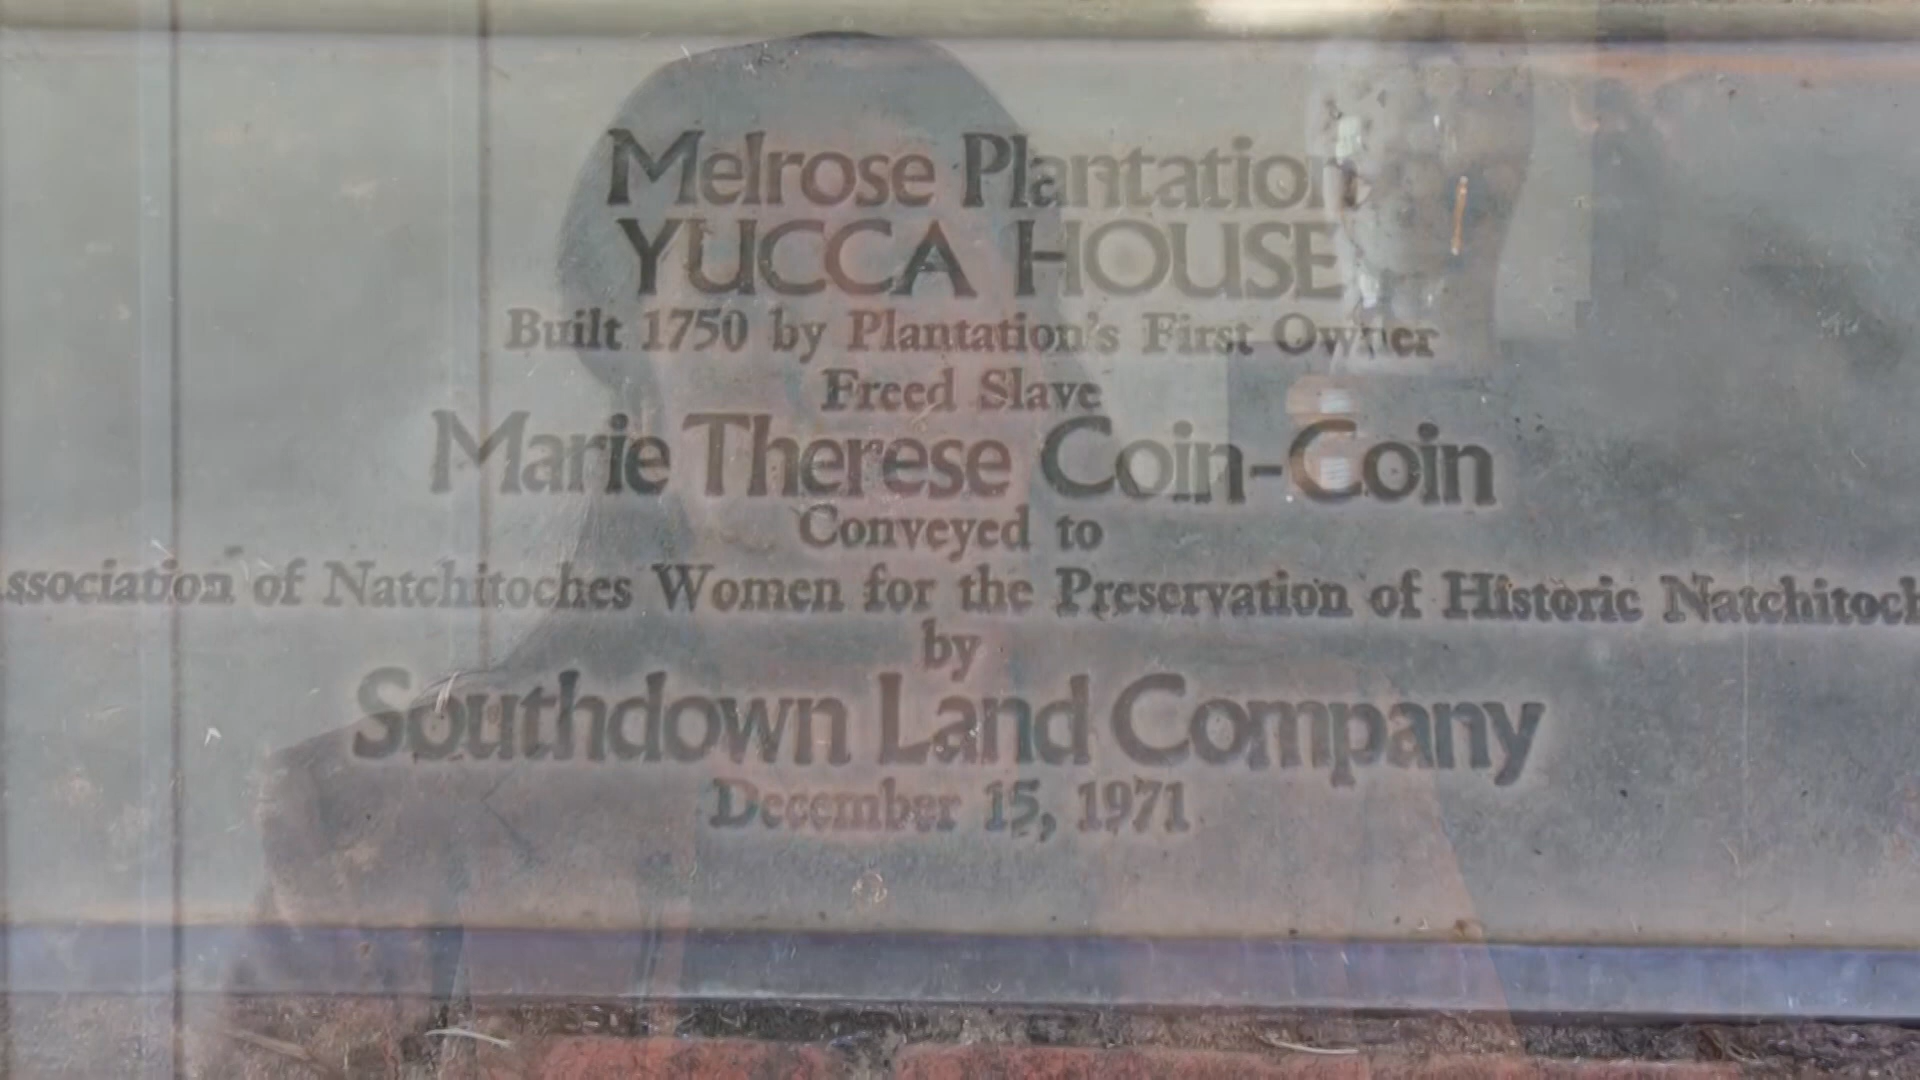 Melrose Plantation
YUCCA HOUSE
Built 1750 by Plantation's First Owner
Freed Slave
Marie Therese Coin-Coin
Conveyed to
ssociation of Natchitoches Women for the Preservation of Historic Natchitoch
by
Southdown Land Company
December 15, 1971